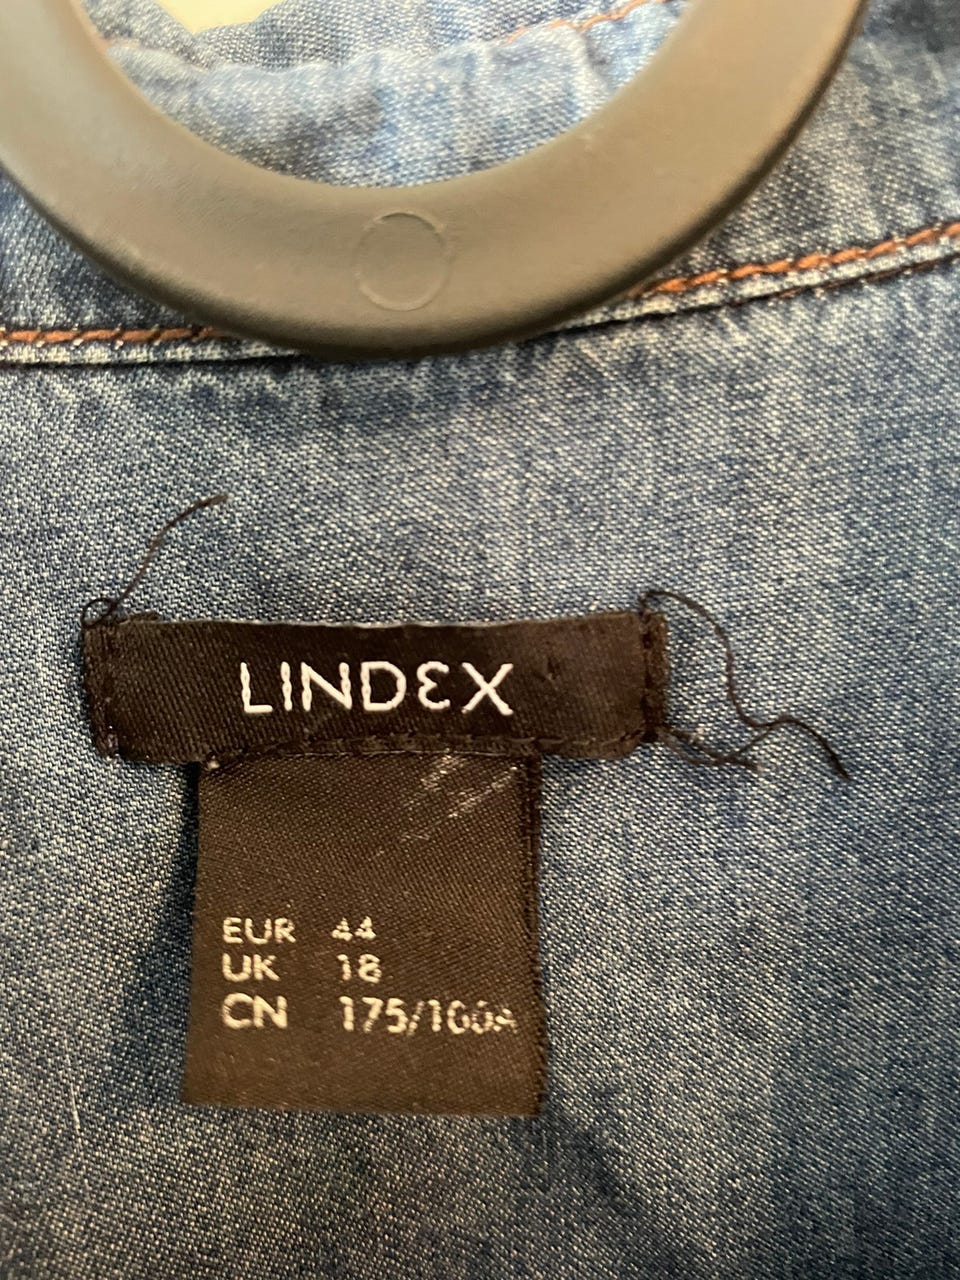 LINDEX
EUR 44
UK 18
CN 175/100A